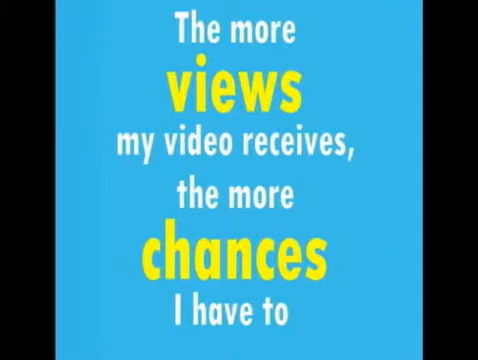 The more
views
my video receives,
the more
chances
I have to